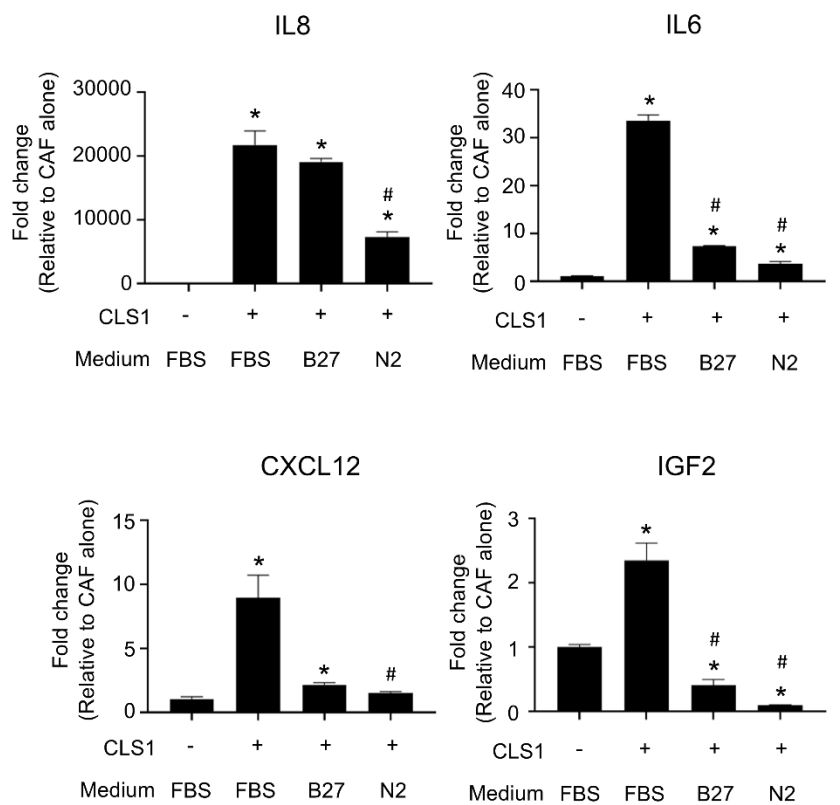 IL8
Fold change
(Relative to CAF alone)
30000
20000
10000
0
*
*
#
*
CLS1 - + + +
Medium FBS FBS B27 N2
IL6
Fold change
(Relative to CAF alone)
40
30
20
10
0
*
#
*
#
*
CLS1 - + + +
Medium FBS FBS B27 N2
CXCL12
Fold change
(Relative to CAF alone)
15
10
5
0
*
*
#
CLS1 - + + +
Medium FBS FBS B27 N2
IGF2
Fold change
(Relative to CAF alone)
3
2
1
0
*
#
*
#
*
CLS1 - + + +
Medium FBS FBS B27 N2